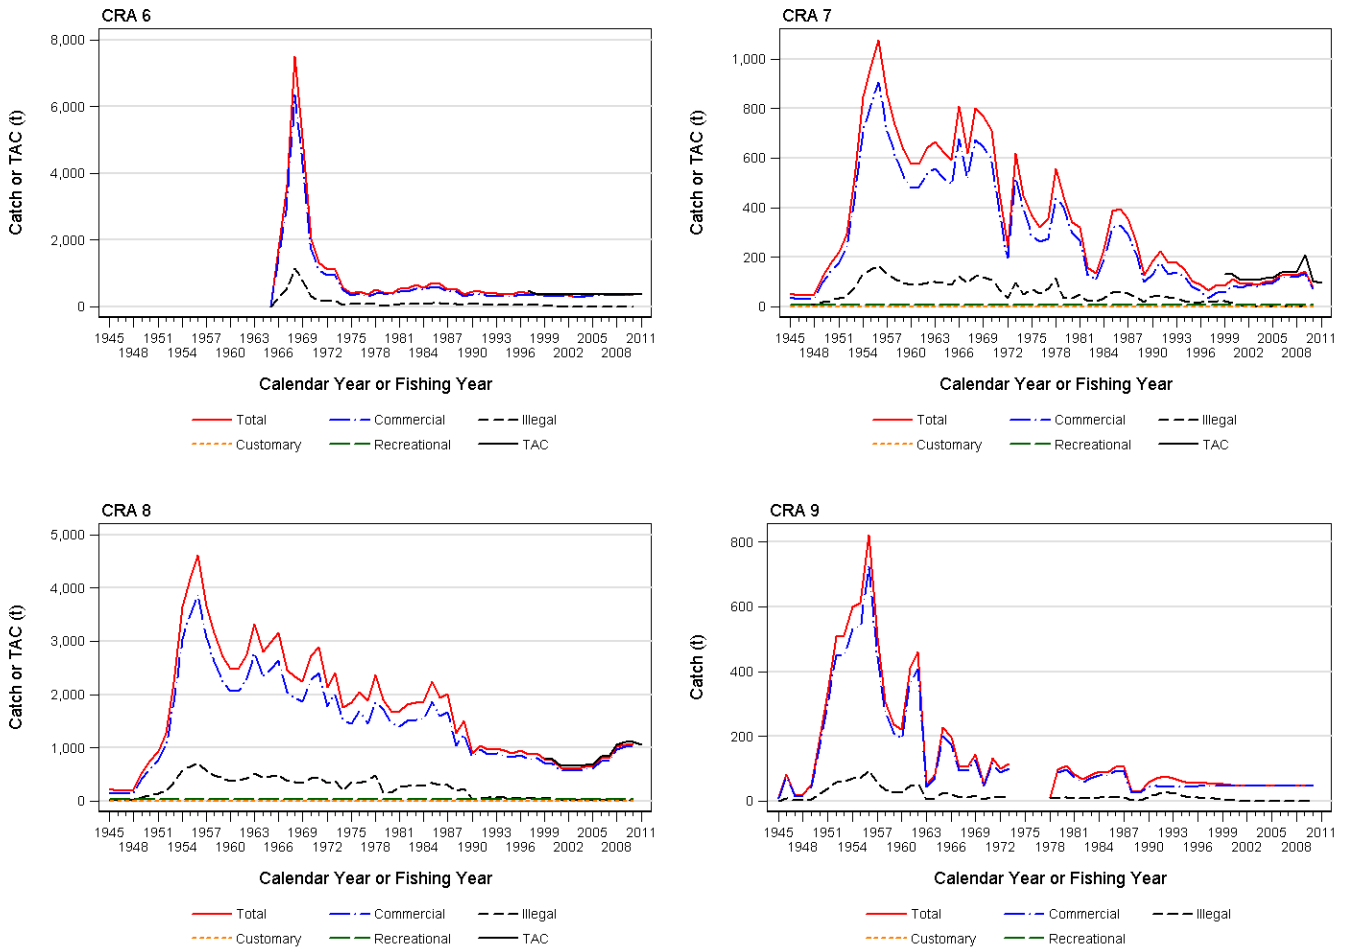 CRA 6
8,000
6,000
4,000
2,000
0
Catch or TAC (t)
1945 1951 1957 1963 1969 1975 1981 1987 1993 1999 2005 2011
1948 1954 1960 1966 1972 1978 1984 1990 1996 2002 2008
Calendar Year or Fishing Year
Total Commercial Illegal
Customary Recreational TAC
CRA 7
1,000
800
600
400
200
0
Catch or TAC (t)
1945 1951 1957 1963 1969 1975 1981 1987 1993 1999 2005 2011
1948 1954 1960 1966 1972 1978 1984 1990 1996 2002 2008
Calendar Year or Fishing Year
Total Commercial Illegal
Customary Recreational TAC
CRA 8
5,000
4,000
3,000
2,000
1,000
0
Catch or TAC (t)
1945 1951 1957 1963 1969 1975 1981 1987 1993 1999 2005 2011
1948 1954 1960 1966 1972 1978 1984 1990 1996 2002 2008
Calendar Year or Fishing Year
Total Commercial Illegal
Customary Recreational TAC
CRA 9
800
600
400
200
0
Catch (t)
1945 1951 1957 1963 1969 1975 1981 1987 1993 1999 2005 2011
1948 1954 1960 1966 1972 1978 1984 1990 1996 2002 2008
Calendar Year or Fishing Year
Total Commercial Illegal
Customary Recreational